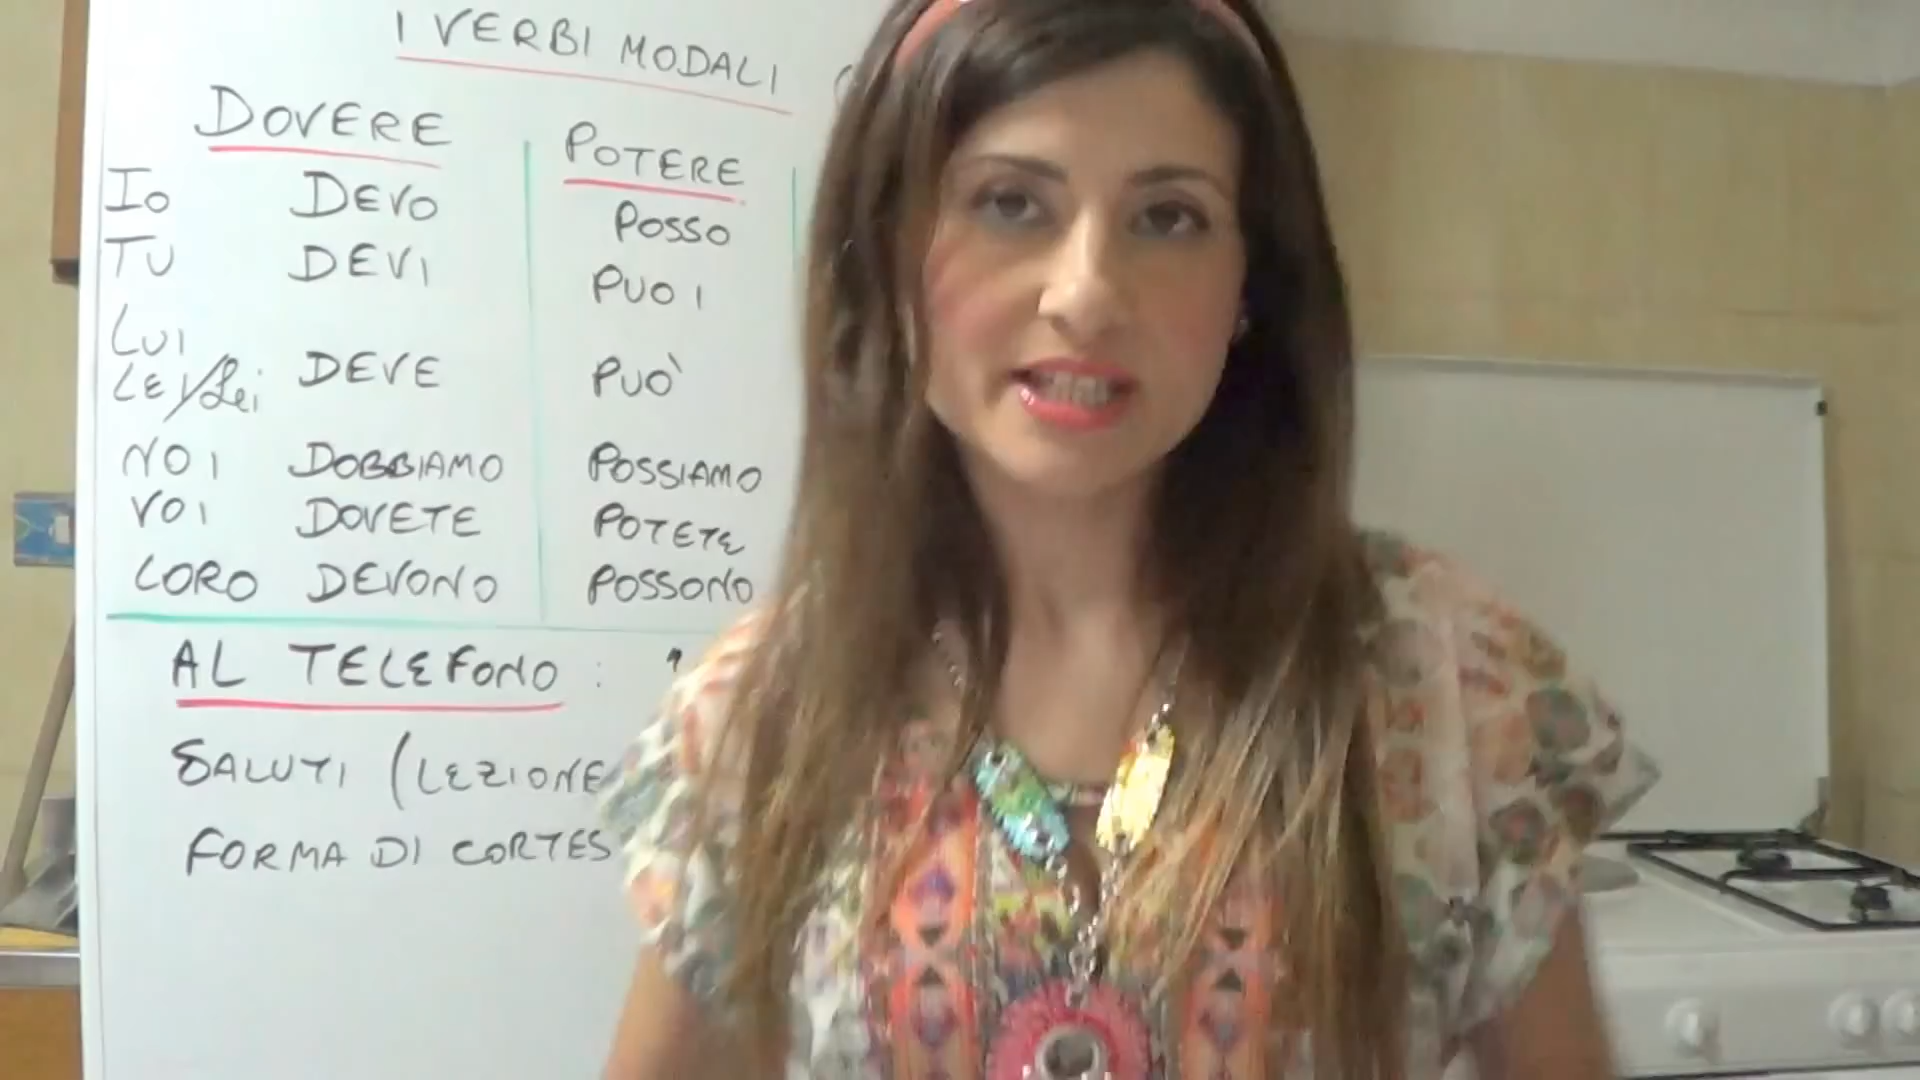 I VERBI MODALI (
DOVERE POTERE
IO DEVO POSSO
TU DEVI PUOI
LUI
LEI/Lei DEVE PUÒ
NOI DOBBIAMO POSSIAMO
VOI DOVETE POTETE
LORO DEVONO POSSONO
AL TELEFONO:
SALUTI (LEZIONE
FORMA DI CORTES